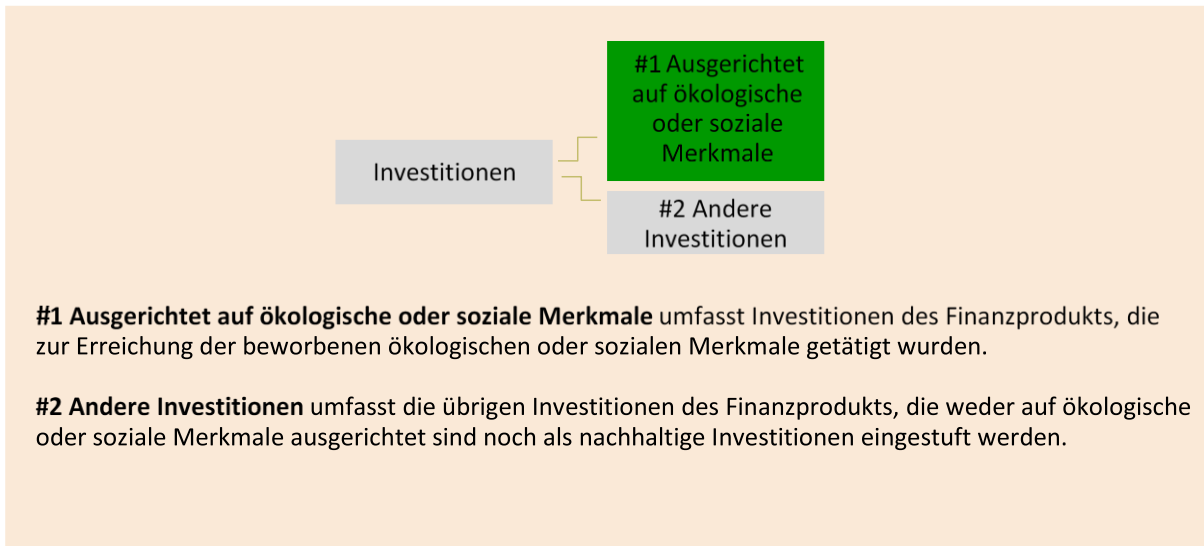 #1 Ausgerichtet
auf ökologische
oder soziale
Merkmale
Investitionen
#2 Andere
Investitionen
#1 Ausgerichtet auf ökologische oder soziale Merkmale umfasst Investitionen des Finanzprodukts, die
zur Erreichung der beworbenen ökologischen oder sozialen Merkmale getätigt wurden.
#2 Andere Investitionen umfasst die übrigen Investitionen des Finanzprodukts, die weder auf ökologische
oder soziale Merkmale ausgerichtet sind noch als nachhaltige Investitionen eingestuft werden.